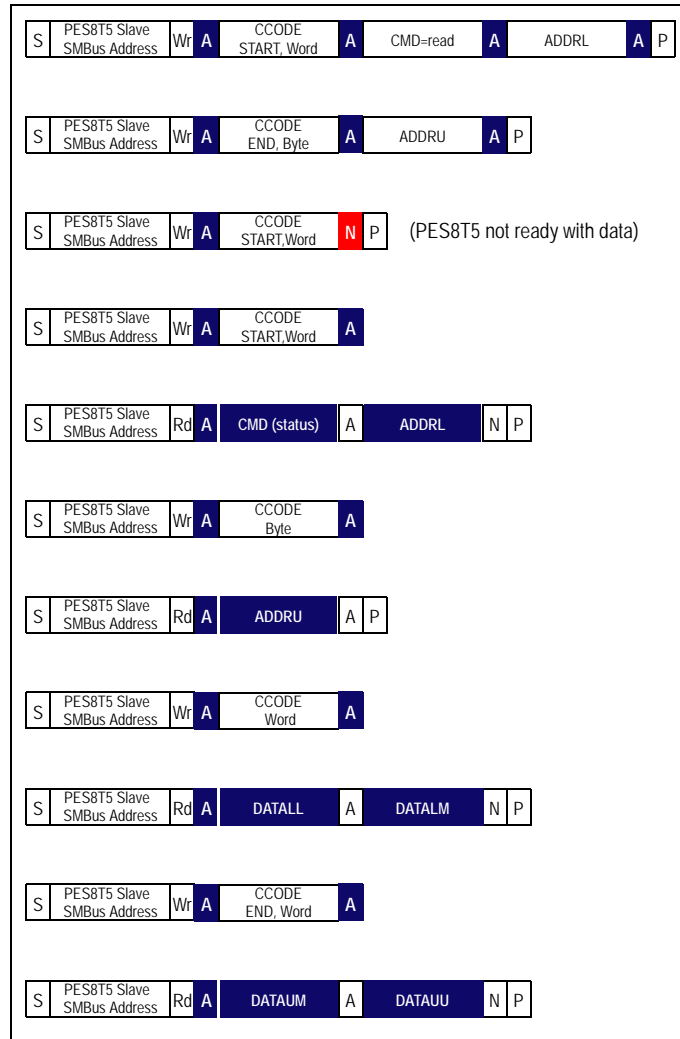 S PES8T5 Slave SMBus Address Wr A CCODE START, Word A CMD=read A ADDRL A P
S PES8T5 Slave SMBus Address Wr A CCODE END, Byte A ADDRU A P
S PES8T5 Slave SMBus Address Wr A CCODE START,Word N P (PES8T5 not ready with data)
S PES8T5 Slave SMBus Address Wr A CCODE START,Word A
S PES8T5 Slave SMBus Address Rd A CMD (status) A ADDRL N P
S PES8T5 Slave SMBus Address Wr A CCODE Byte A
S PES8T5 Slave SMBus Address Rd A ADDRU A P
S PES8T5 Slave SMBus Address Wr A CCODE Word A
S PES8T5 Slave SMBus Address Rd A DATALL A DATALM N P
S PES8T5 Slave SMBus Address Wr A CCODE END, Word A
S PES8T5 Slave SMBus Address Rd A DATAUM A DATAUU N P